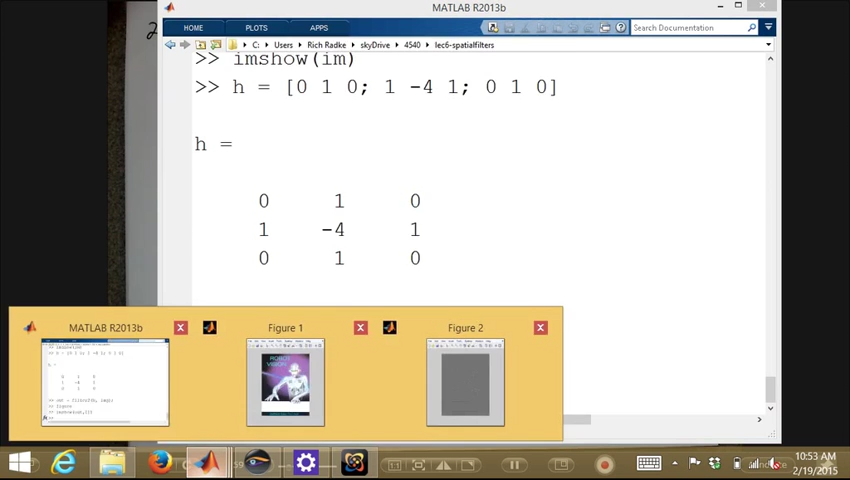 MATLAB R2013b
HOME PLOTS APPS Search Documentation
C: Users Rich Radke skyDrive 4540 lec6-spatialfilters
>> imshow(im)
>> h = [0 1 0; 1 -4 1; 0 1 0]
h =
0 1 0
1 -4 1
0 1 0
MATLAB R2013b Figure 1 Figure 2
ROBOT
VISION
10:53 AM
2/19/2015